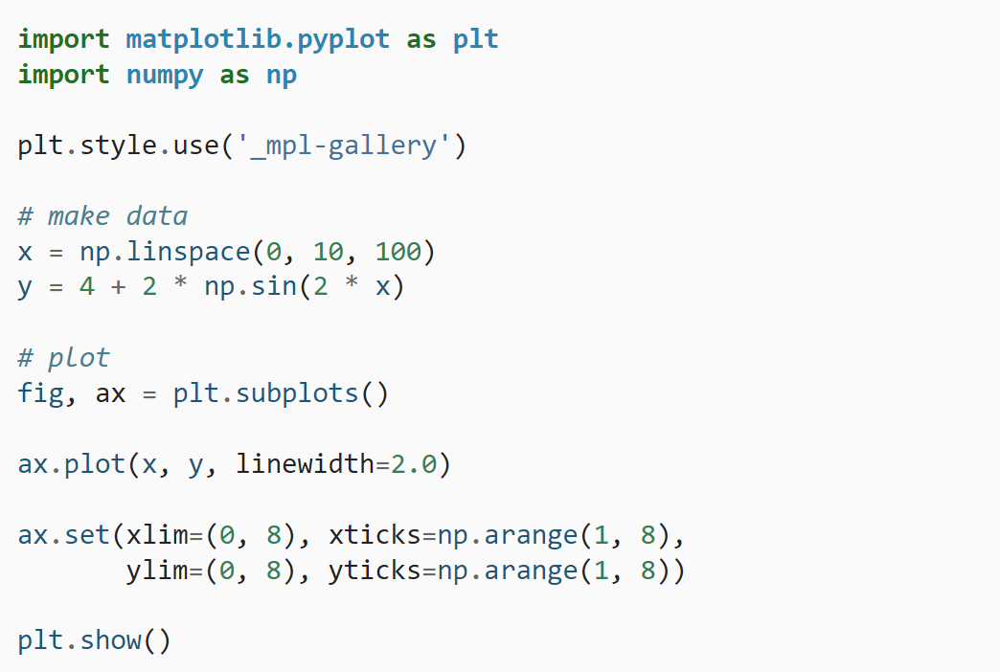 import matplotlib.pyplot as plt
import numpy as np

plt.style.use('_mpl-gallery')

# make data
x = np.linspace(0, 10, 100)
y = 4 + 2 * np.sin(2 * x)

# plot
fig, ax = plt.subplots()

ax.plot(x, y, linewidth=2.0)

ax.set(xlim=(0, 8), xticks=np.arange(1, 8),
       ylim=(0, 8), yticks=np.arange(1, 8))

plt.show()